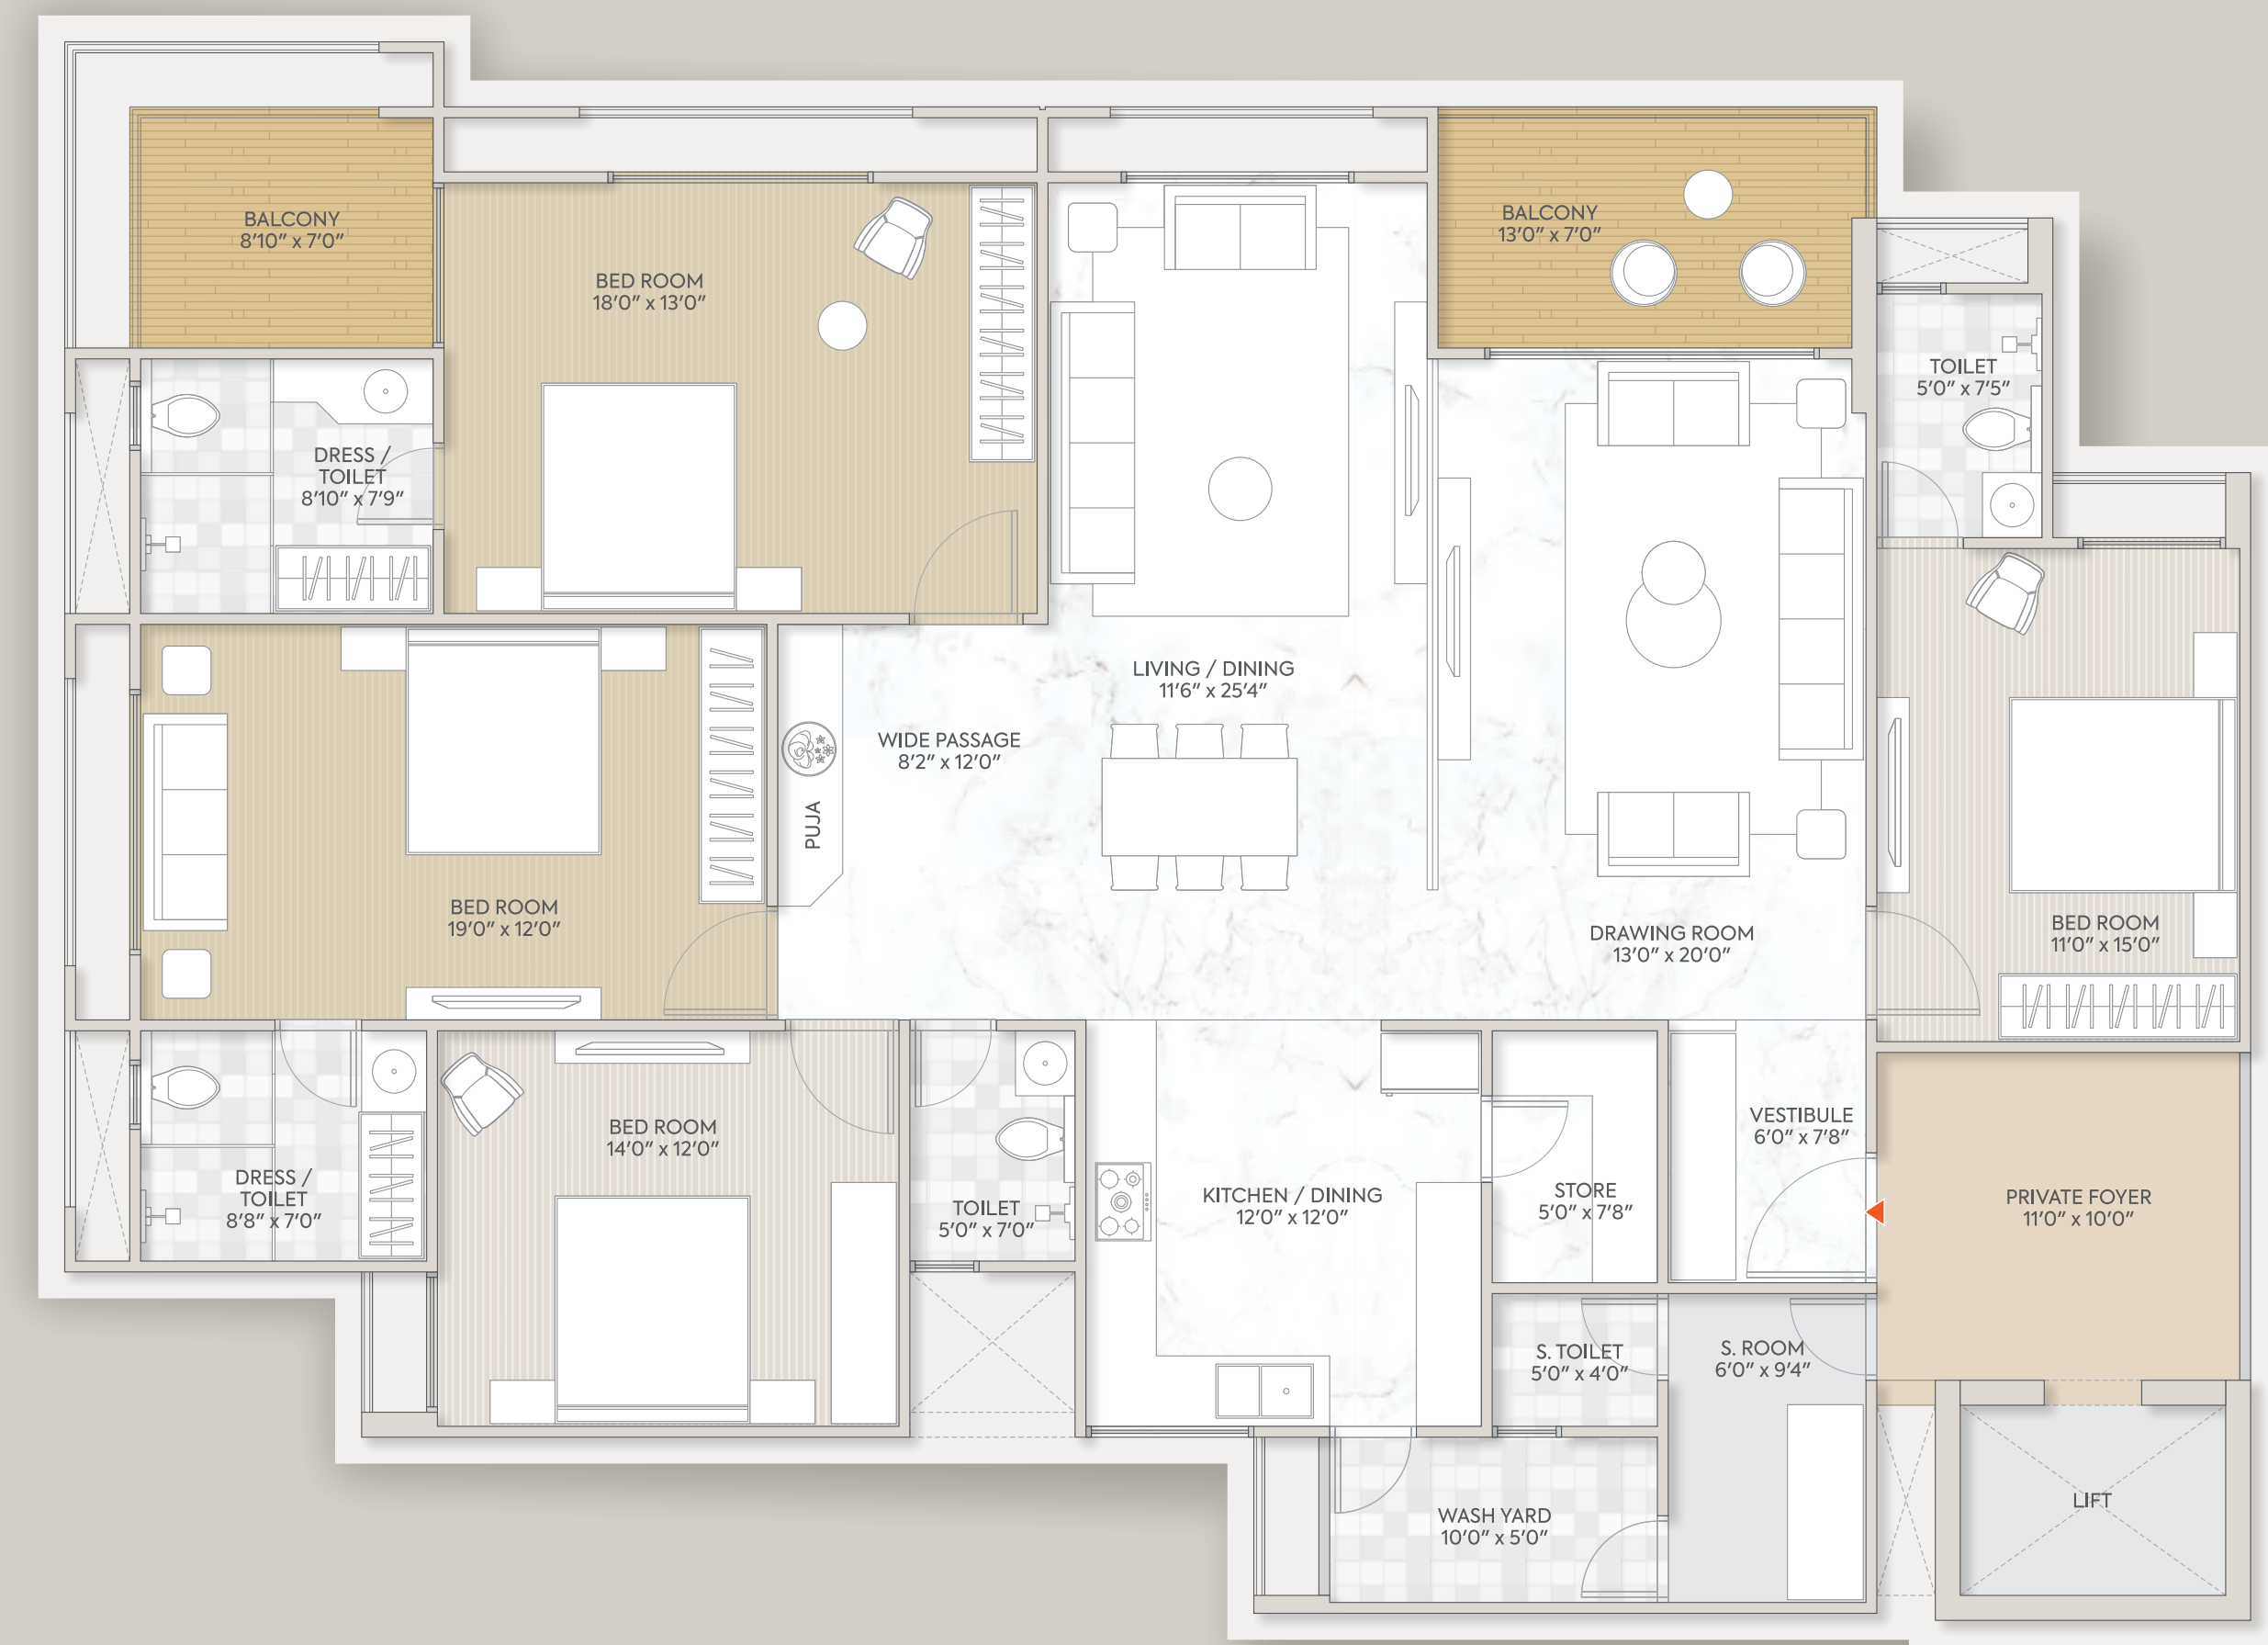 BALCONY
8'10" x 7'0"
BED ROOM
18'0" x 13'0"
BALCONY
13'0" x 7'0"
TOILET
5'0" x 7'5"
DRESS /
TOILET
8'10" x 7'9"
LIVING / DINING
11'6" x 25'4"
WIDE PASSAGE
8'2" x 12'0"
PUJA
BED ROOM
19'0" x 12'0"
DRAWING ROOM
13'0" x 20'0"
BED ROOM
11'0" x 15'0"
BED ROOM
14'0" x 12'0"
VESTIBULE
6'0" x 7'8"
DRESS /
TOILET
8'8" x 7'0"
TOILET
5'0" x 7'0"
KITCHEN / DINING
12'0" x 12'0"
STORE
5'0" x 7'8"
PRIVATE FOYER
11'0" x 10'0"
S. TOILET
5'0" x 4'0"
S. ROOM
6'0" x 9'4"
WASH YARD
10'0" x 5'0"
LIFT